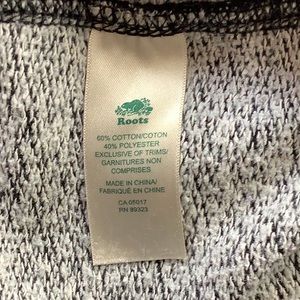 Roots
60% COTTON/COTON
40% POLYESTER
EXCLUSIVE OF TRIMS/
GARNITURES NON
COMPRISES
MADE IN CHINA/
FABRIQUÉ EN CHINE
CA 05017
RN 89323